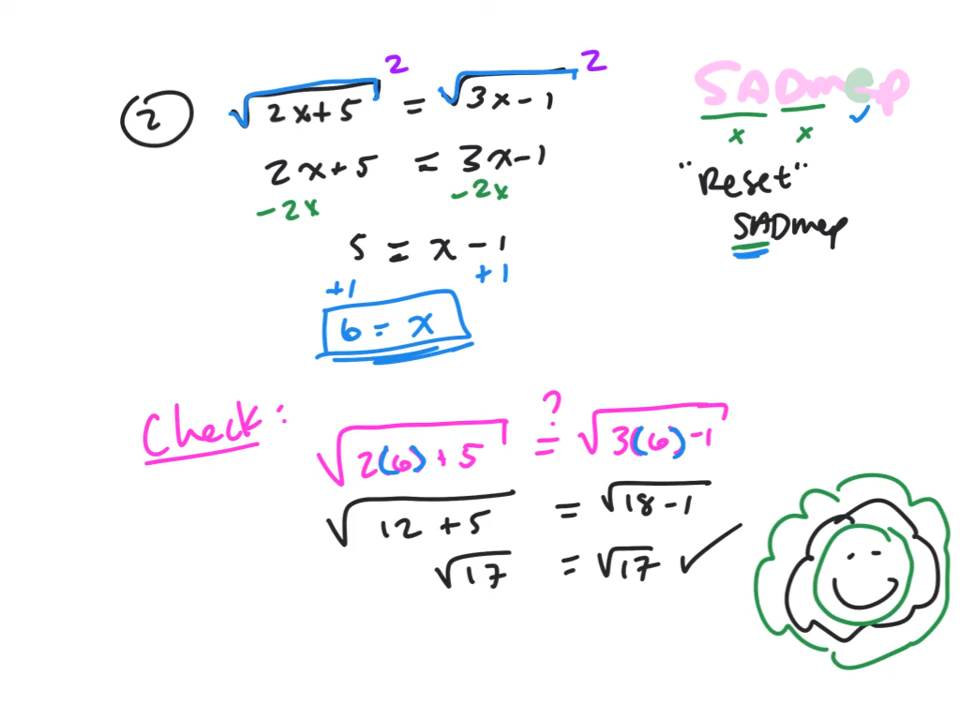 ② √(2x+5)² = √(3x-1)²
2x+5 = 3x-1
-2x -2x
5 = x-1
+1 +1
6 = x
SADmep
x x ✓
"Reset"
SADmep
Check:
√(2(6)+5) ?= √(3(6)-1)
√(12+5) = √(18-1)
√17 = √17 ✓